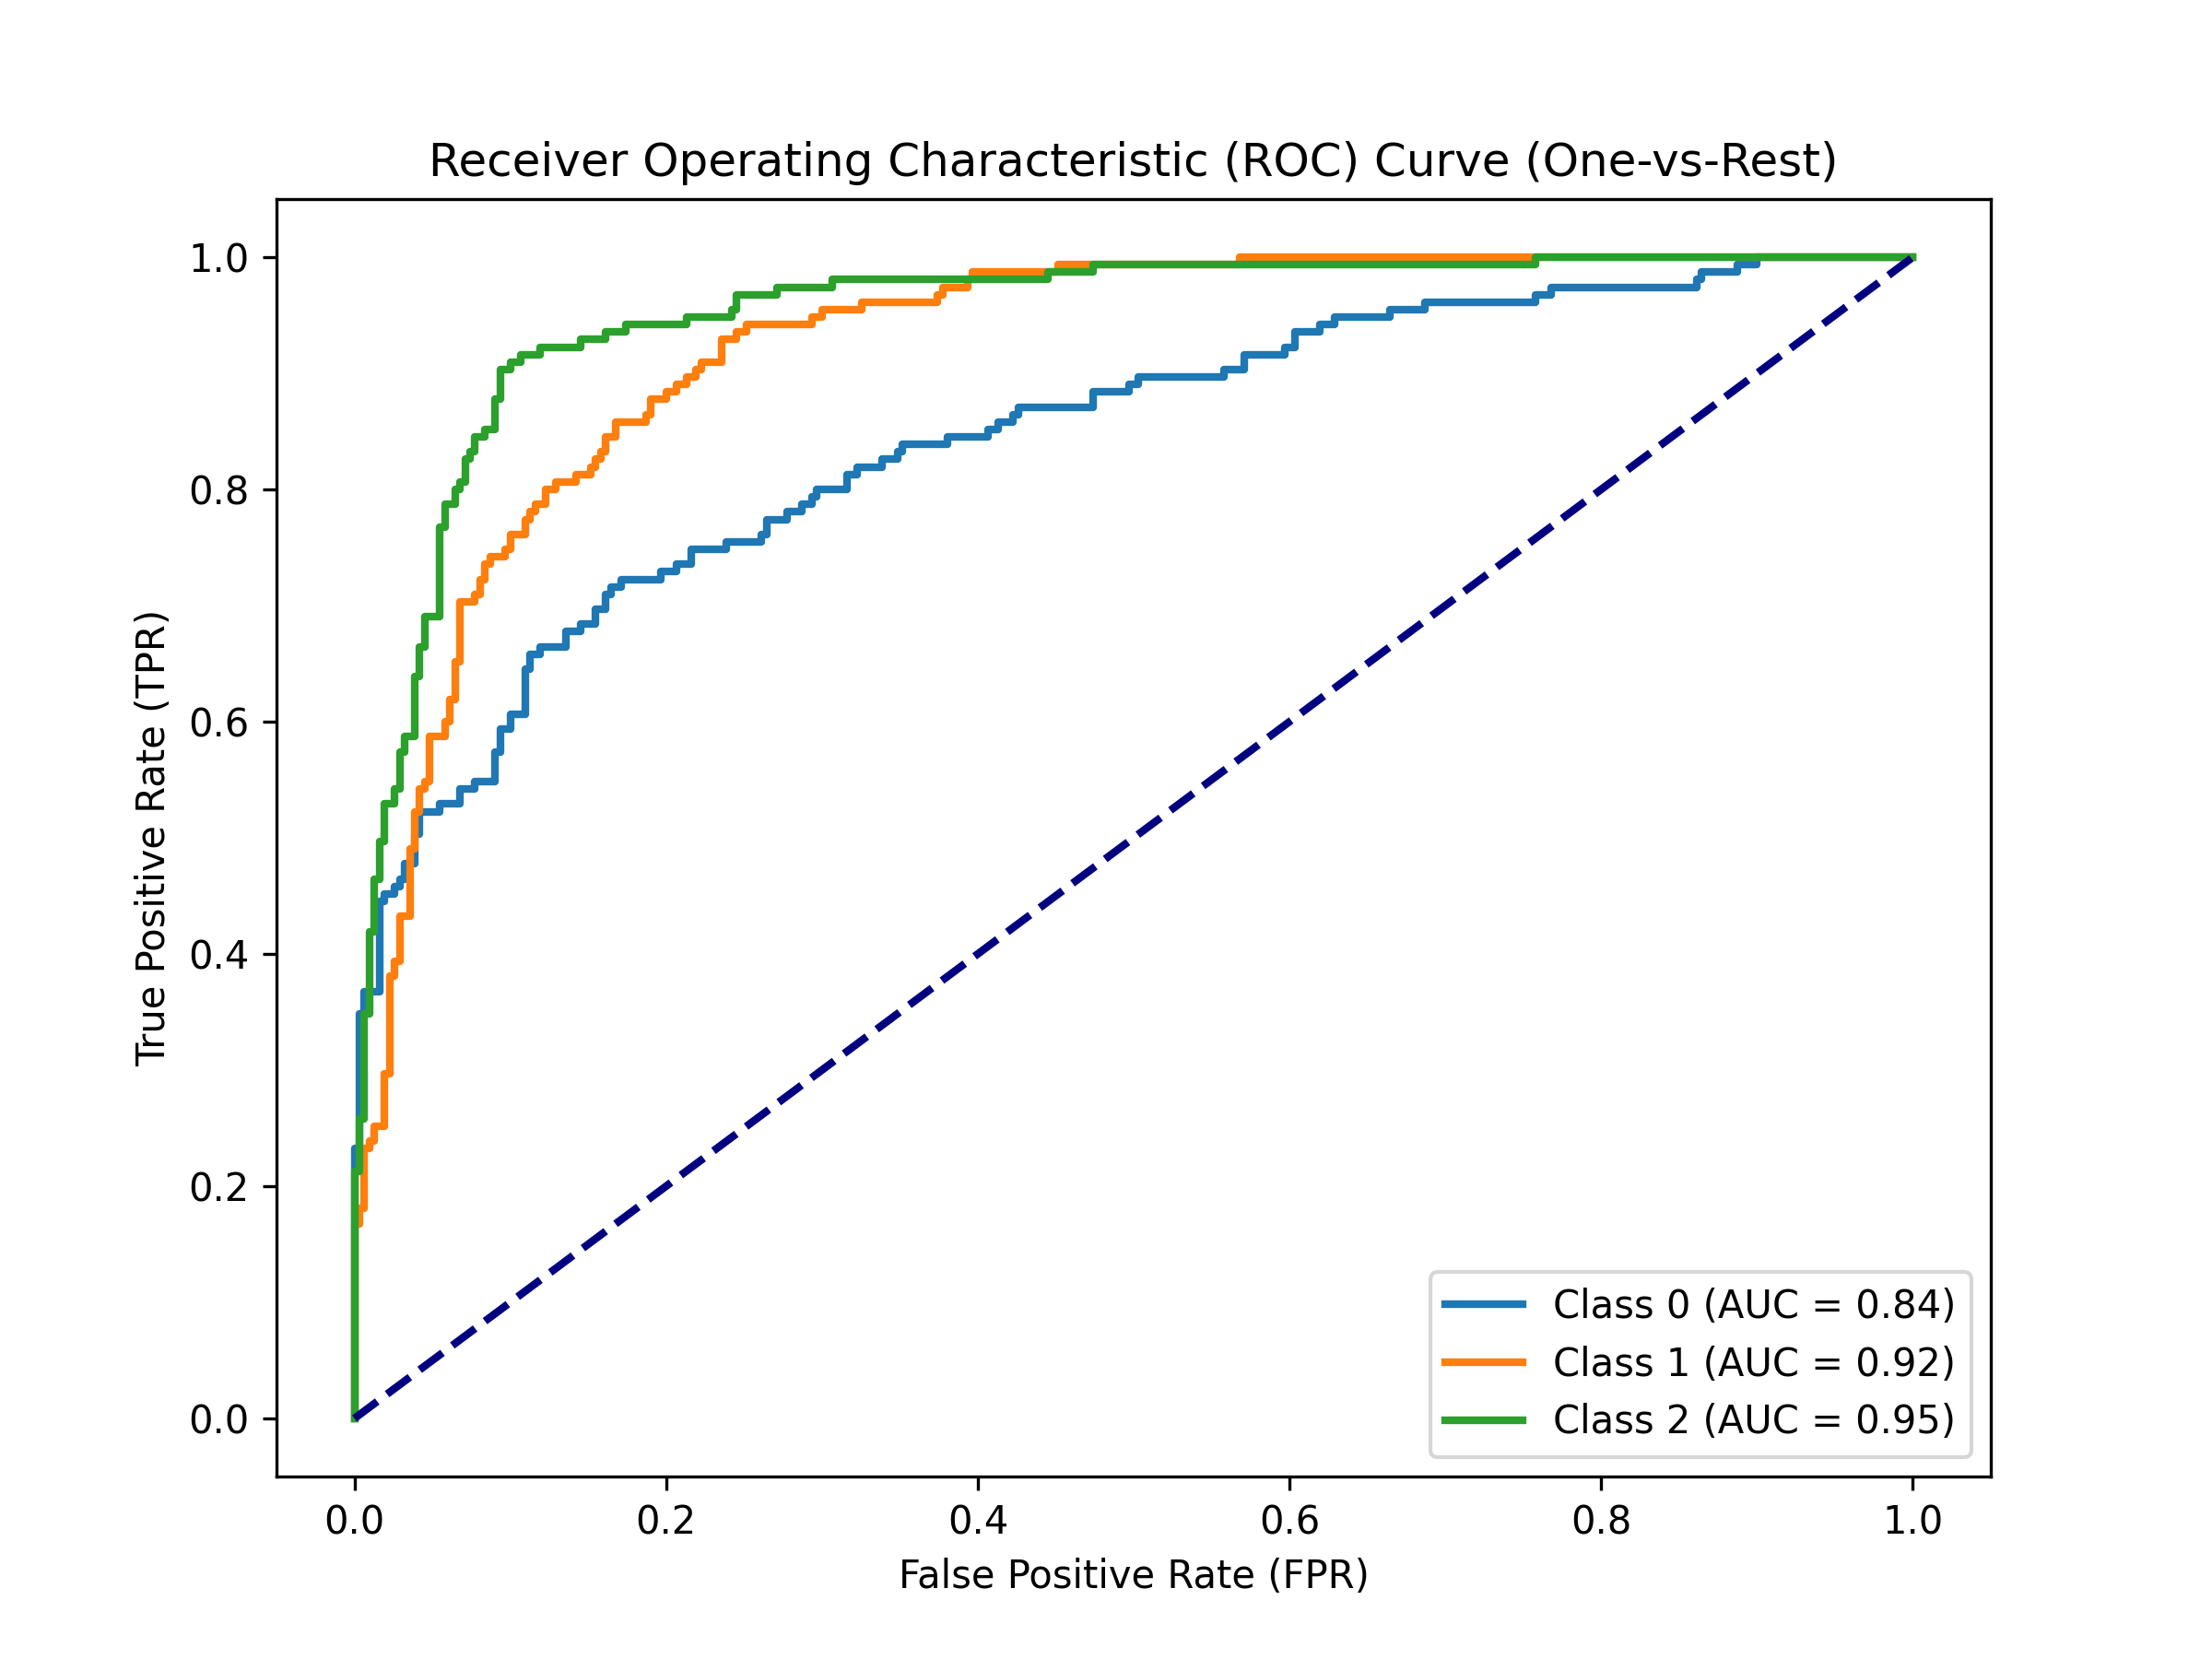 Receiver Operating Characteristic (ROC) Curve (One-vs-Rest)
True Positive Rate (TPR)
1.0
0.8
0.6
0.4
0.2
0.0
Class 0 (AUC = 0.84)
Class 1 (AUC = 0.92)
Class 2 (AUC = 0.95)
0.0 0.2 0.4 0.6 0.8 1.0
False Positive Rate (FPR)